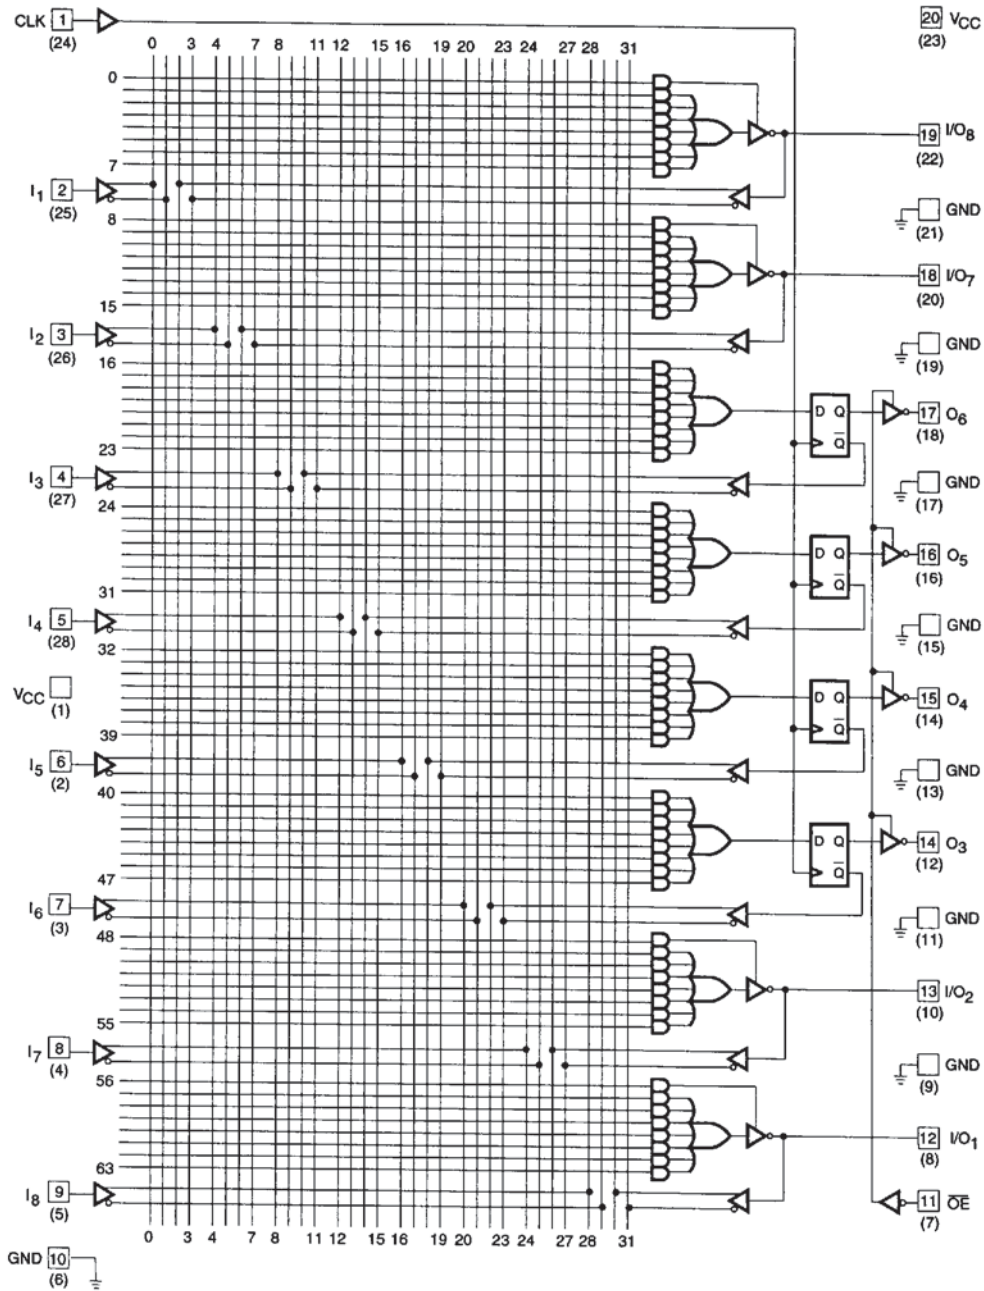 CLK 1 20 VCC
(24) (23)
0 3 4 7 8 11 12 15 16 19 20 23 24 27 28 31
0
19 I/O8
(22)
7
I1 2
(25)
GND
(21)
8
18 I/O7
(20)
15
I2 3
(26)
GND
(19)
16
D Q 17 O6
(18)
Q
23
I3 4
(27)
GND
(17)
24
D Q 16 O5
(16)
Q
31
I4 5
(28)
GND
(15)
32
VCC
(1)
D Q 15 O4
(14)
Q
39
I5 6
(2)
GND
(13)
40
D Q 14 O3
(12)
Q
47
I6 7
(3)
GND
(11)
48
13 I/O2
(10)
55
I7 8
(4)
GND
(9)
56
12 I/O1
(8)
63
I8 9
(5)
11 OE
(7)
0 3 4 7 8 11 12 15 16 19 20 23 24 27 28 31
GND 10
(6)